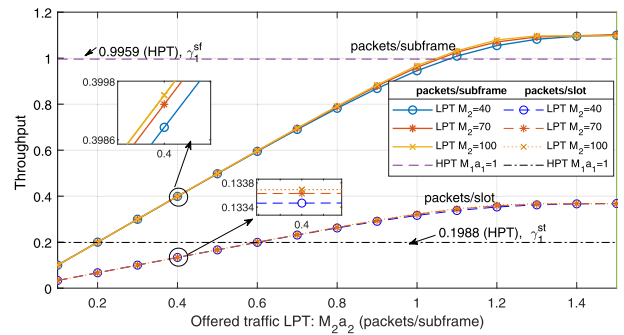 1.2
1
0.8
0.6
0.4
0.2
0
Throughput
0.9959 (HPT), γ₁ˢᶠ
packets/subframe
0.3998
0.3986
0.4
packets/subframe packets/slot
LPT M₂=40 LPT M₂=40
LPT M₂=70 LPT M₂=70
LPT M₂=100 LPT M₂=100
HPT M₁a₁=1 HPT M₁a₁=1
0.1338
0.1334
0.4
packets/slot
0.1988 (HPT), γ₁ˢᵗ
0.2 0.4 0.6 0.8 1 1.2 1.4
Offered traffic LPT: M₂a₂ (packets/subframe)